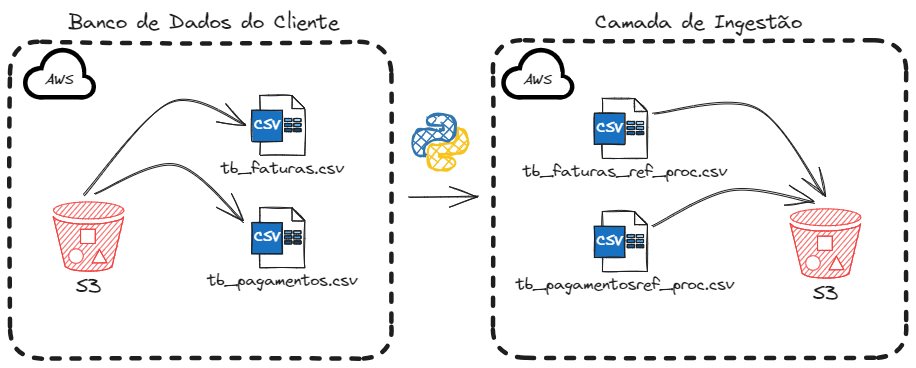 Banco de Dados do Cliente
AWS
CSV
tb_faturas.csv
CSV
tb_pagamentos.csv
S3
Camada de Ingestão
AWS
CSV
tb_faturas_ref_proc.csv
CSV
tb_pagamentosref_proc.csv
S3